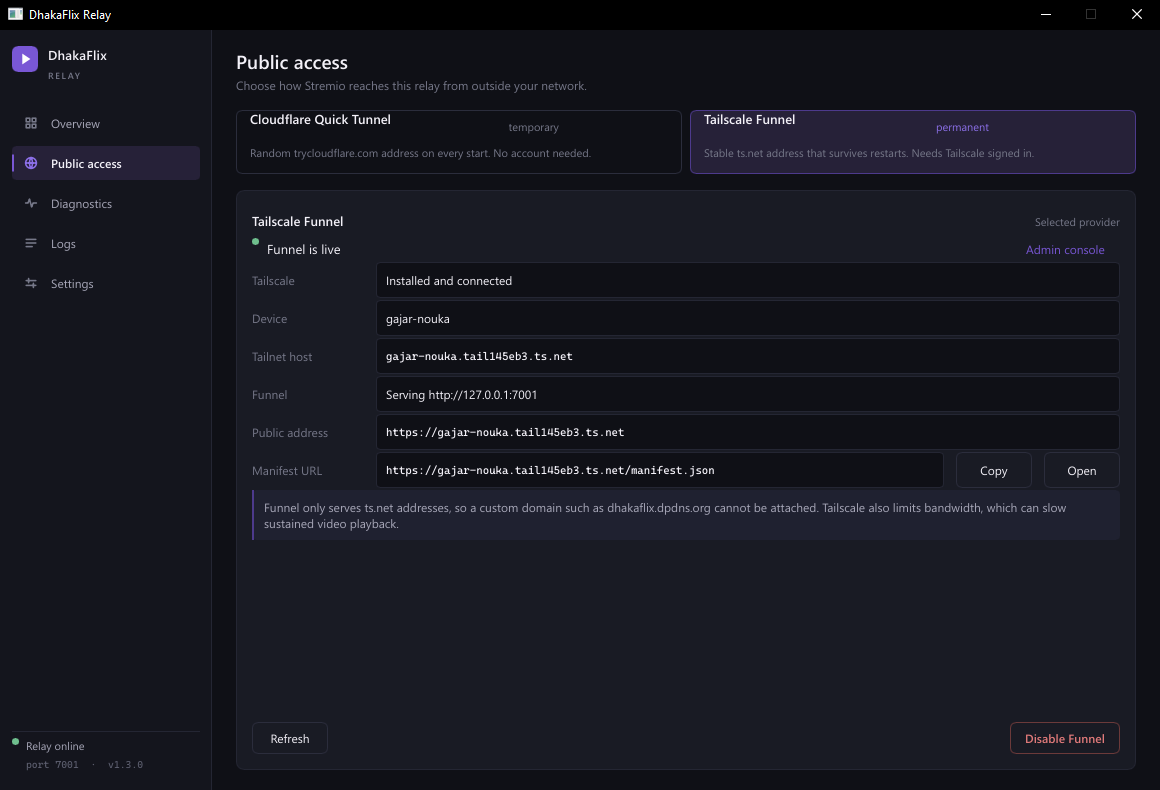 DhakaFlix Relay
DhakaFlix
RELAY
Overview
Public access
Diagnostics
Logs
Settings
Relay online
port 7001 · v1.3.0
Public access
Choose how Stremio reaches this relay from outside your network.
Cloudflare Quick Tunnel
temporary
Random trycloudflare.com address on every start. No account needed.
Tailscale Funnel
permanent
Stable ts.net address that survives restarts. Needs Tailscale signed in.
Tailscale Funnel
Selected provider
Funnel is live
Admin console
Tailscale
Installed and connected
Device
gajar-nouka
Tailnet host
gajar-nouka.tail145eb3.ts.net
Funnel
Serving http://127.0.0.1:7001
Public address
https://gajar-nouka.tail145eb3.ts.net
Manifest URL
https://gajar-nouka.tail145eb3.ts.net/manifest.json
Copy
Open
Funnel only serves ts.net addresses, so a custom domain such as dhakaflix.dpdns.org cannot be attached. Tailscale also limits bandwidth, which can slow
sustained video playback.
Refresh
Disable Funnel